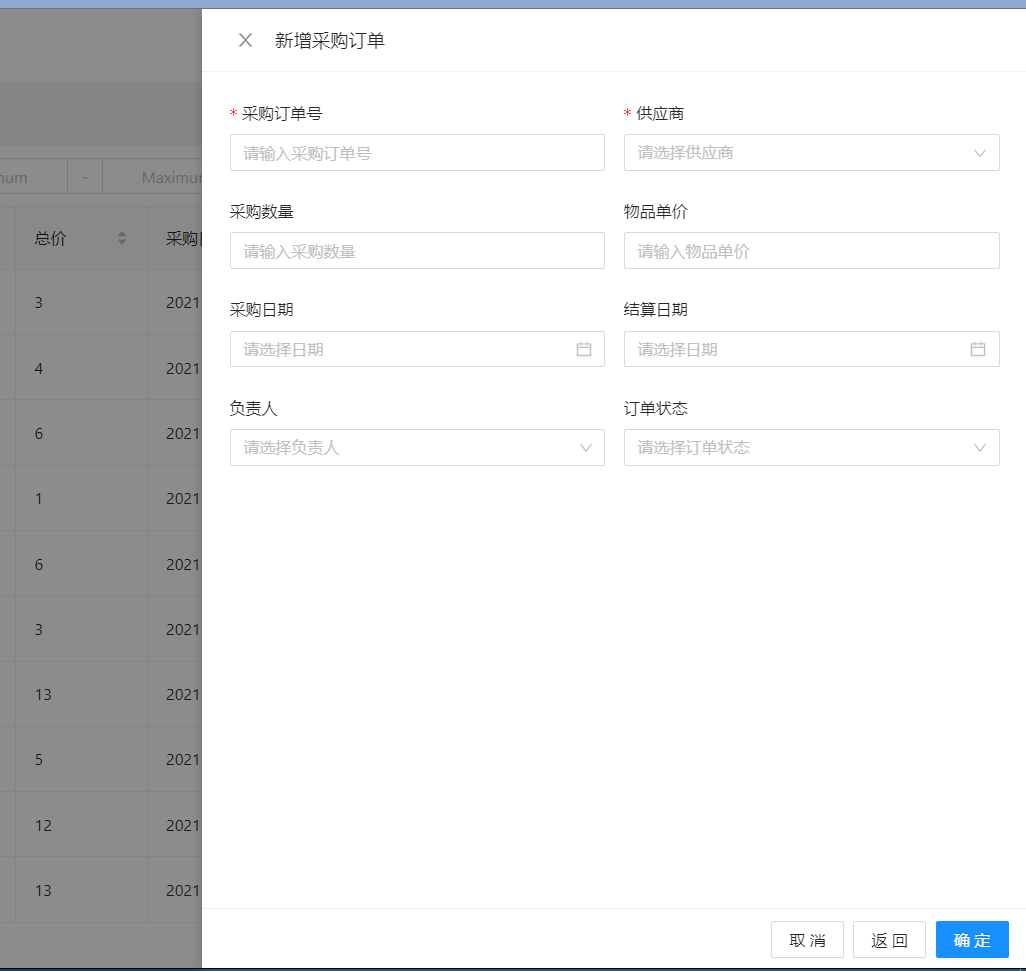 新增采购订单
* 采购订单号
* 供应商
请输入采购订单号
请选择供应商
采购数量
物品单价
请输入采购数量
请输入物品单价
采购日期
结算日期
请选择日期
请选择日期
负责人
订单状态
请选择负责人
请选择订单状态
取 消
返 回
确 定
~
总价
采购
3
2021
4
2021
6
2021
1
2021
6
2021
3
2021
13
2021
5
2021
12
2021
13
2021